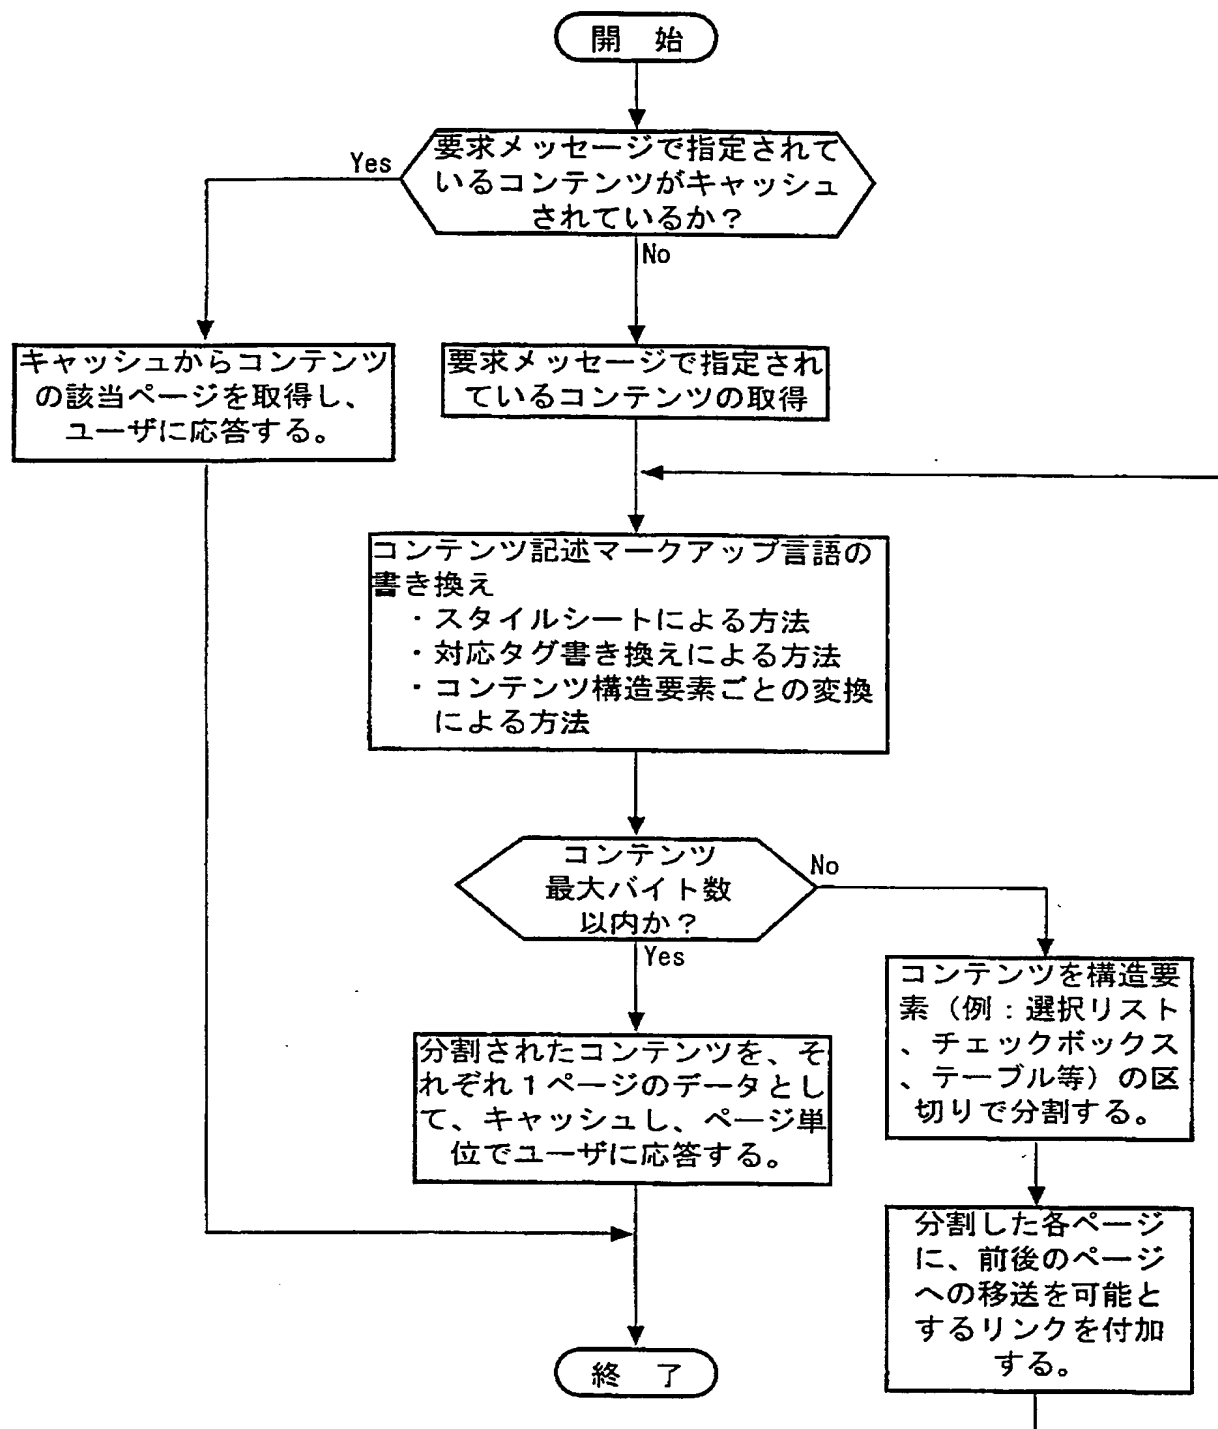 開 始
要求メッセージで指定されて
いるコンテンツがキャッシュ
されているか？
Yes
No
キャッシュからコンテンツ
の該当ページを取得し、
ユーザに応答する。
要求メッセージで指定され
ているコンテンツの取得
コンテンツ記述マークアップ言語の
書き換え
・スタイルシートによる方法
・対応タグ書き換えによる方法
・コンテンツ構造要素ごとの変換
による方法
コンテンツ
最大バイト数
以内か？
No
Yes
分割されたコンテンツを、そ
れぞれ１ページのデータとし
て、キャッシュし、ページ単
位でユーザに応答する。
コンテンツを構造要
素（例：選択リスト
、チェックボックス
、テーブル等）の区
切りで分割する。
分割した各ページ
に、前後のページ
への移送を可能と
するリンクを付加
する。
終 了